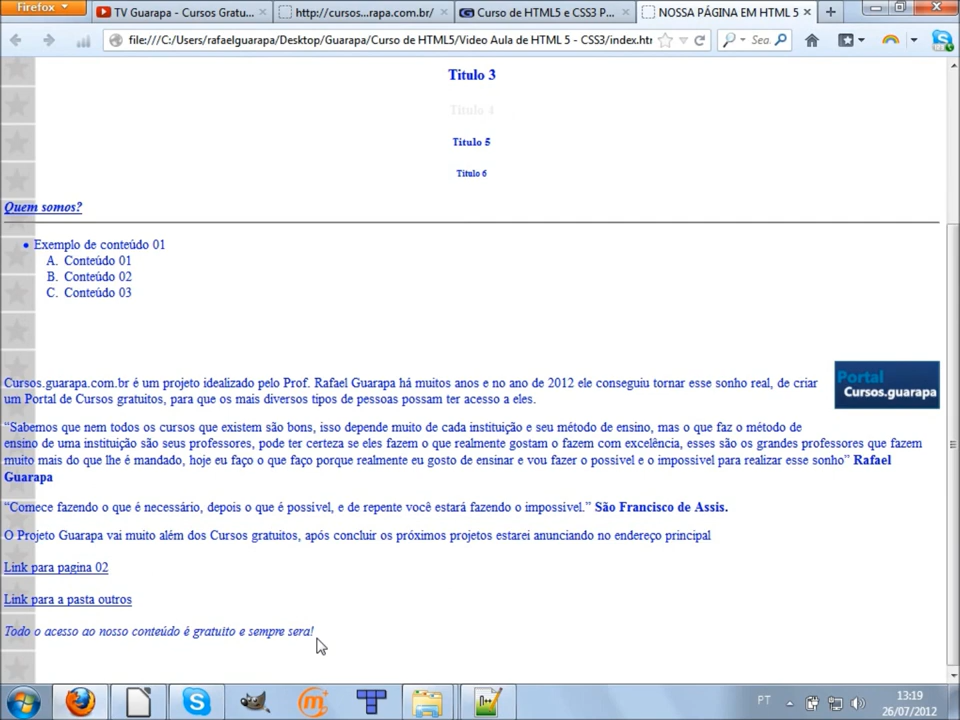 Firefox
TV Guarapa - Cursos Gratu...
http://cursos...rapa.com.br/
Curso de HTML5 e CSS3 P...
NOSSA PÁGINA EM HTML 5
file:///C:/Users/rafaelguarapa/Desktop/Guarapa/Curso de HTML5/Video Aula de HTML 5 - CSS3/index.htr
Sea
Titulo 3
Titulo 4
Titulo 5
Titulo 6
Quem somos?
Exemplo de conteúdo 01
A. Conteúdo 01
B. Conteúdo 02
C. Conteúdo 03
Portal
Cursos.guarapa
Cursos.guarapa.com.br é um projeto idealizado pelo Prof. Rafael Guarapa há muitos anos e no ano de 2012 ele conseguiu tornar esse sonho real, de criar
um Portal de Cursos gratuitos, para que os mais diversos tipos de pessoas possam ter acesso a eles.
“Sabemos que nem todos os cursos que existem são bons, isso depende muito de cada instituição e seu método de ensino, mas o que faz o método de
ensino de uma instituição são seus professores, pode ter certeza se eles fazem o que realmente gostam o fazem com excelência, esses são os grandes professores que fazem
muito mais do que lhe é mandado, hoje eu faço o que faço porque realmente eu gosto de ensinar e vou fazer o possivel e o impossivel para realizar esse sonho” Rafael
Guarapa
“Comece fazendo o que é necessário, depois o que é possivel, e de repente você estará fazendo o impossivel.” São Francisco de Assis.
O Projeto Guarapa vai muito além dos Cursos gratuitos, após concluir os próximos projetos estarei anunciando no endereço principal
Link para pagina 02
Link para a pasta outros
Todo o acesso ao nosso conteúdo é gratuito e sempre sera!
PT
13:19
26/07/2012